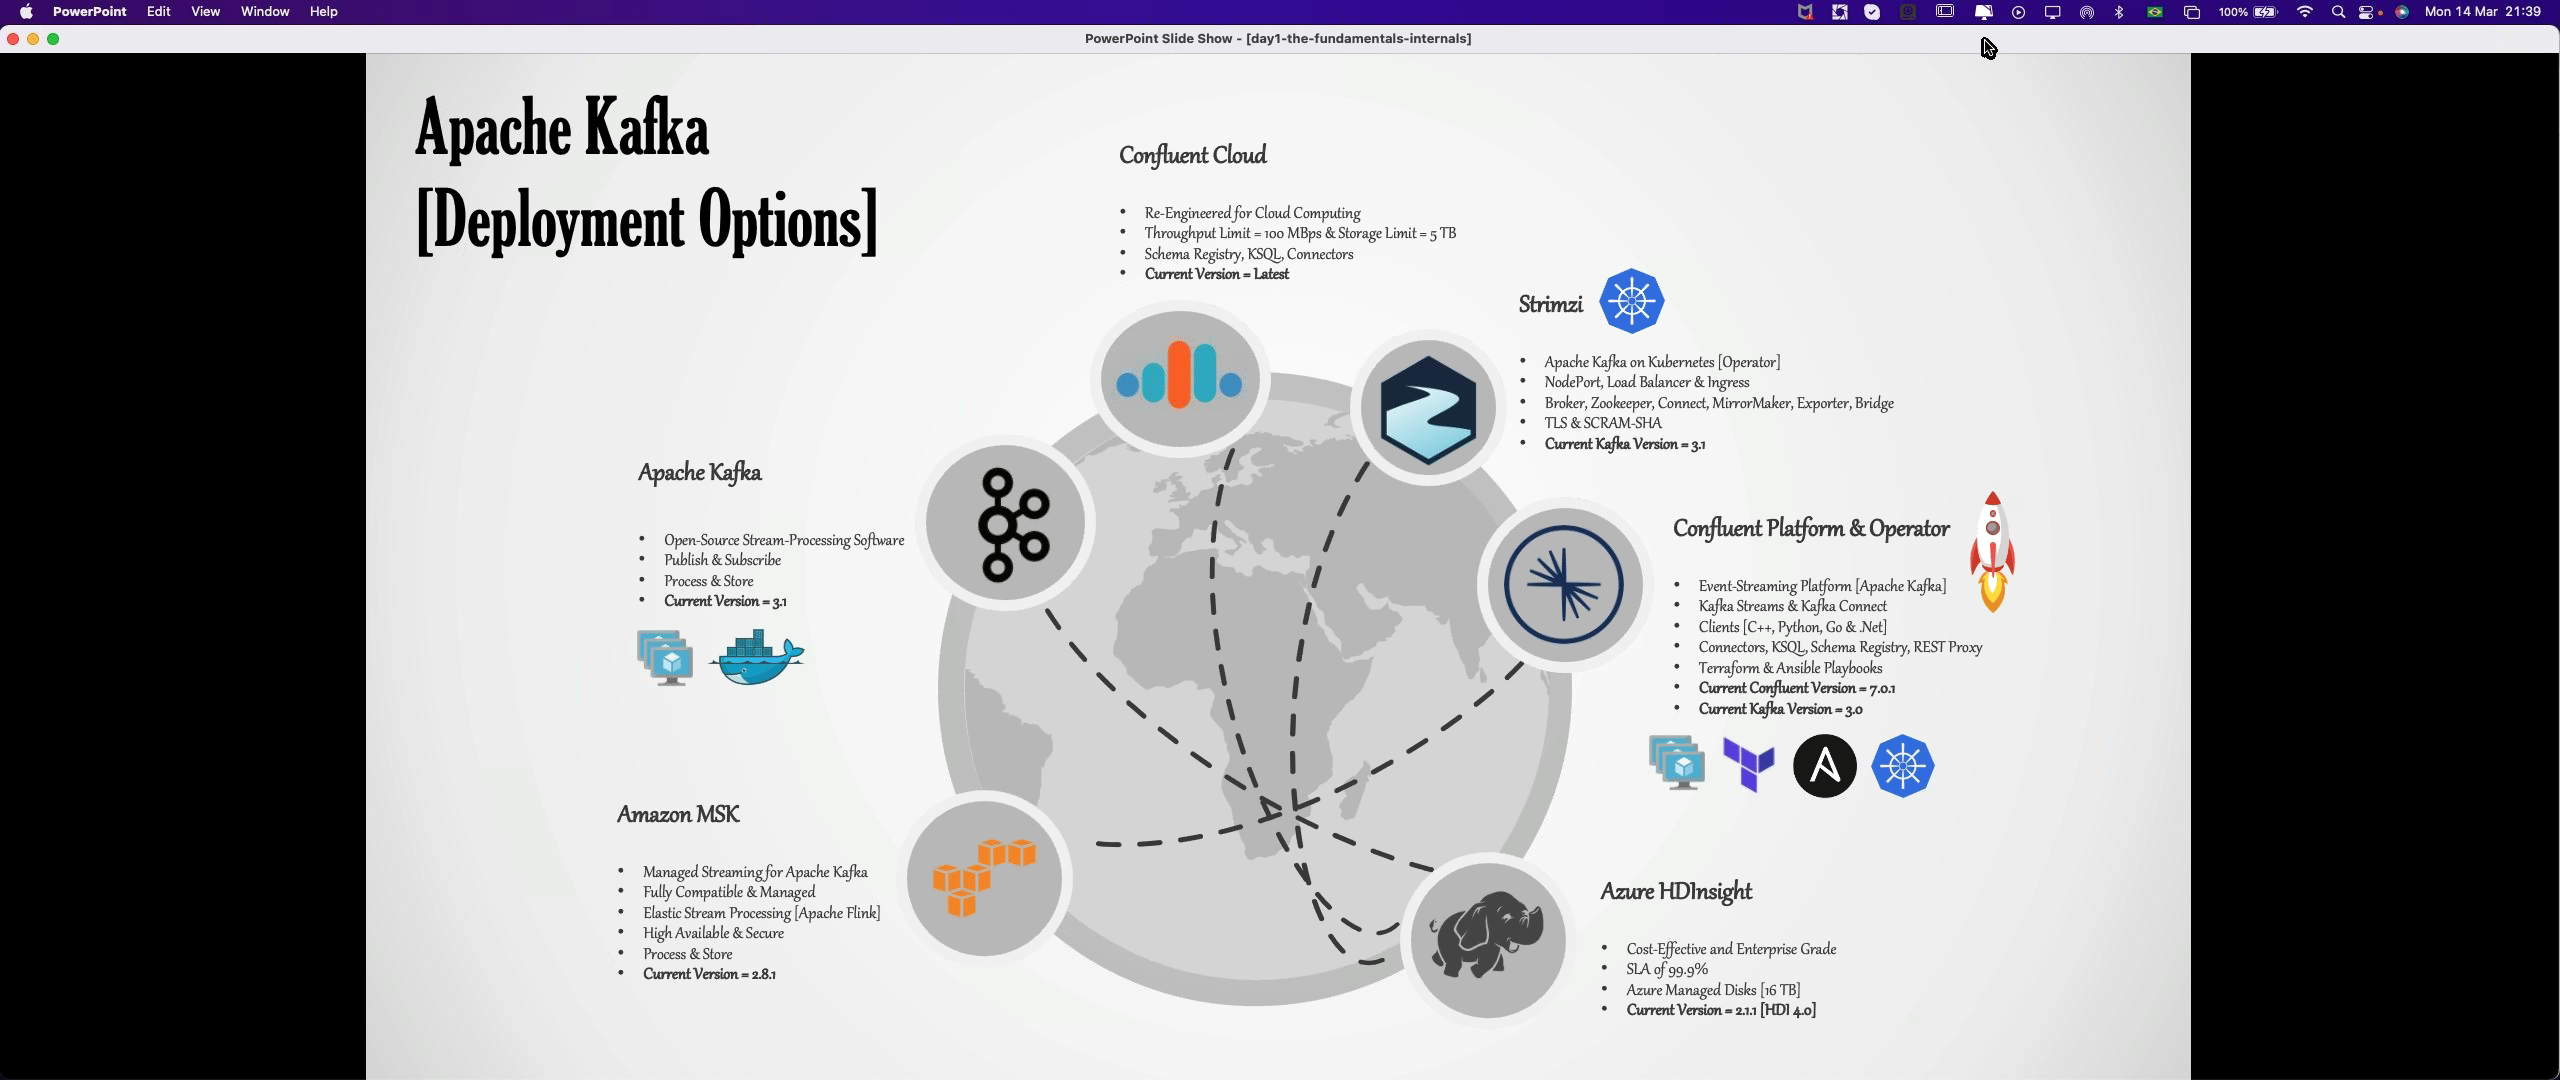 PowerPoint Edit View Window Help
100% Mon 14 Mar 21:39
PowerPoint Slide Show - [day1-the-fundamentals-internals]
Apache Kafka
[Deployment Options]
Confluent Cloud
• Re-Engineered for Cloud Computing
• Throughput Limit = 100 MBps & Storage Limit = 5 TB
• Schema Registry, KSQL, Connectors
• Current Version = Latest
Strimzi
• Apache Kafka on Kubernetes [Operator]
• NodePort, Load Balancer & Ingress
• Broker, Zookeeper, Connect, MirrorMaker, Exporter, Bridge
• TLS & SCRAM-SHA
• Current Kafka Version = 3.1
Apache Kafka
• Open-Source Stream-Processing Software
• Publish & Subscribe
• Process & Store
• Current Version = 3.1
Confluent Platform & Operator
• Event-Streaming Platform [Apache Kafka]
• Kafka Streams & Kafka Connect
• Clients [C++, Python, Go & .Net]
• Connectors, KSQL, Schema Registry, REST Proxy
• Terraform & Ansible Playbooks
• Current Confluent Version = 7.0.1
• Current Kafka Version = 3.0
Amazon MSK
• Managed Streaming for Apache Kafka
• Fully Compatible & Managed
• Elastic Stream Processing [Apache Flink]
• High Available & Secure
• Process & Store
• Current Version = 2.8.1
Azure HDInsight
• Cost-Effective and Enterprise Grade
• SLA of 99.9%
• Azure Managed Disks [16 TB]
• Current Version = 2.1.1 [HDI 4.0]